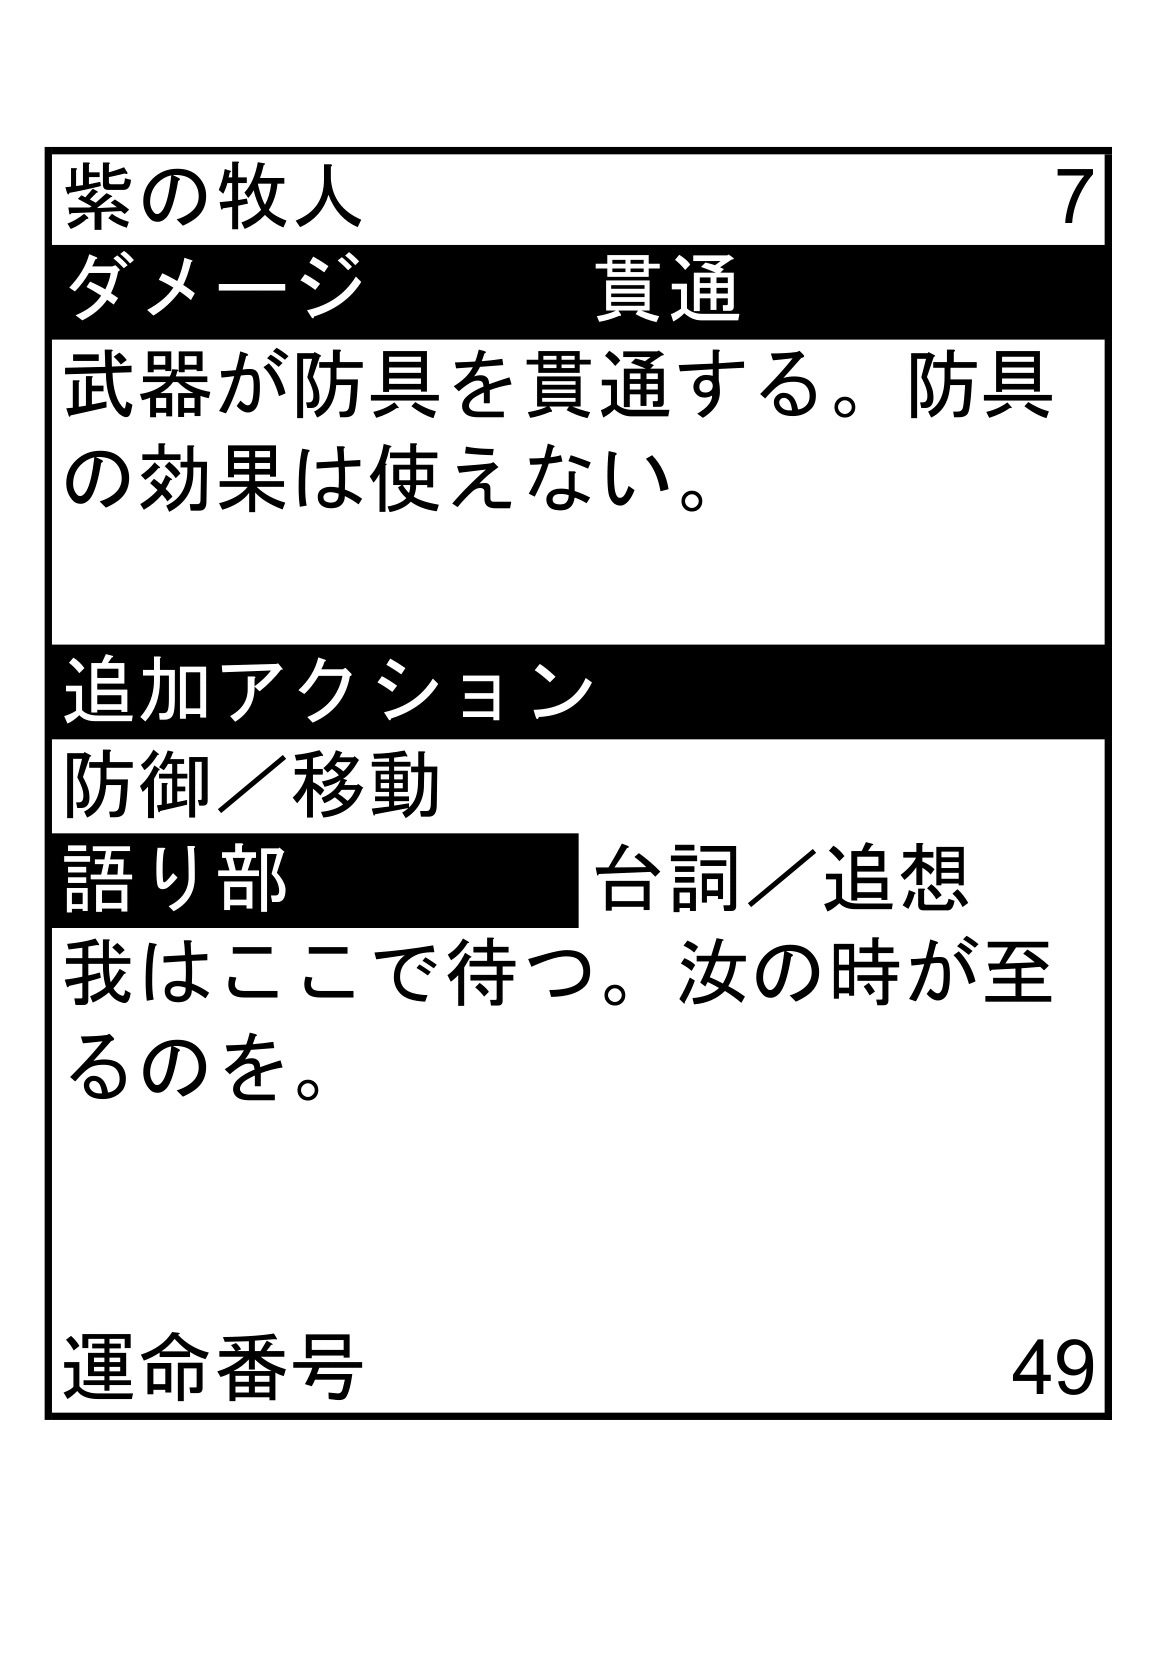 紫の牧人 7
ダメージ 貫通
武器が防具を貫通する。防具
の効果は使えない。
追加アクション
防御／移動
語り部 台詞／追想
我はここで待つ。汝の時が至
るのを。
運命番号 49